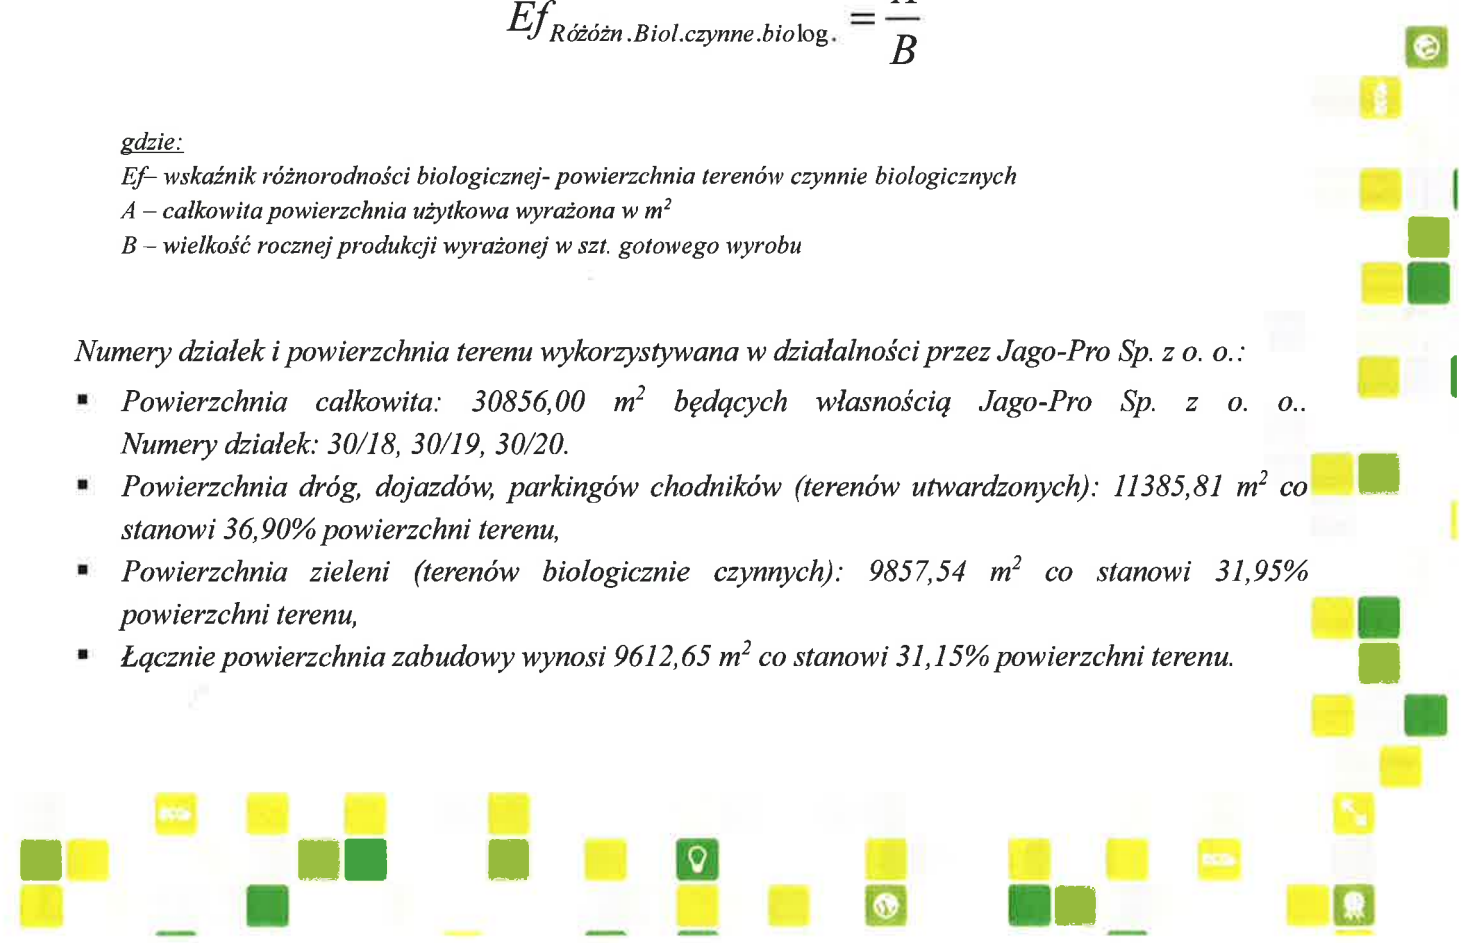 Ef Różóżn.Biol.czynne.biolog. = A
B
gdzie:
Ef– wskaźnik różnorodności biologicznej- powierzchnia terenów czynnie biologicznych
A – całkowita powierzchnia użytkowa wyrażona w m²
B – wielkość rocznej produkcji wyrażonej w szt. gotowego wyrobu
Numery działek i powierzchnia terenu wykorzystywana w działalności przez Jago-Pro Sp. z o. o.:
▪ Powierzchnia całkowita: 30856,00 m² będących własnością Jago-Pro Sp. z o. o..
Numery działek: 30/18, 30/19, 30/20.
▪ Powierzchnia dróg, dojazdów, parkingów chodników (terenów utwardzonych): 11385,81 m² co
stanowi 36,90% powierzchni terenu,
▪ Powierzchnia zieleni (terenów biologicznie czynnych): 9857,54 m² co stanowi 31,95%
powierzchni terenu,
▪ Łącznie powierzchnia zabudowy wynosi 9612,65 m² co stanowi 31,15% powierzchni terenu.